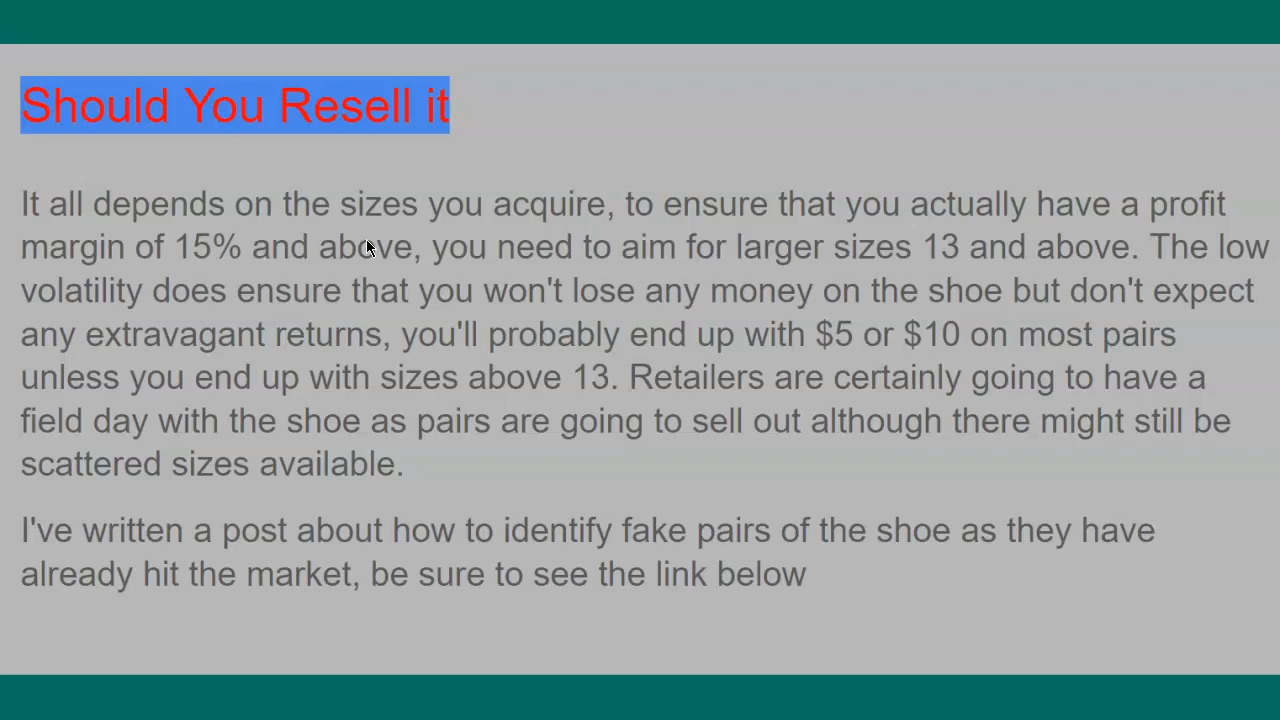 Should You Resell it
It all depends on the sizes you acquire, to ensure that you actually have a profit
margin of 15% and above, you need to aim for larger sizes 13 and above. The low
volatility does ensure that you won't lose any money on the shoe but don't expect
any extravagant returns, you'll probably end up with $5 or $10 on most pairs
unless you end up with sizes above 13. Retailers are certainly going to have a
field day with the shoe as pairs are going to sell out although there might still be
scattered sizes available.
I've written a post about how to identify fake pairs of the shoe as they have
already hit the market, be sure to see the link below